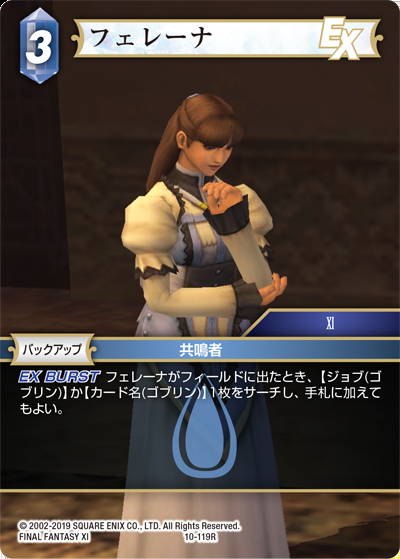 3
フェレーナ
EX
XI
バックアップ
共鳴者
EX BURST フェレーナがフィールドに出たとき、【ジョブ(ゴ
ブリン)】か【カード名(ゴブリン)】1枚をサーチし、手札に加えて
もよい。
© 2002-2019 SQUARE ENIX CO., LTD. All Rights Reserved.
FINAL FANTASY XI
10-119R